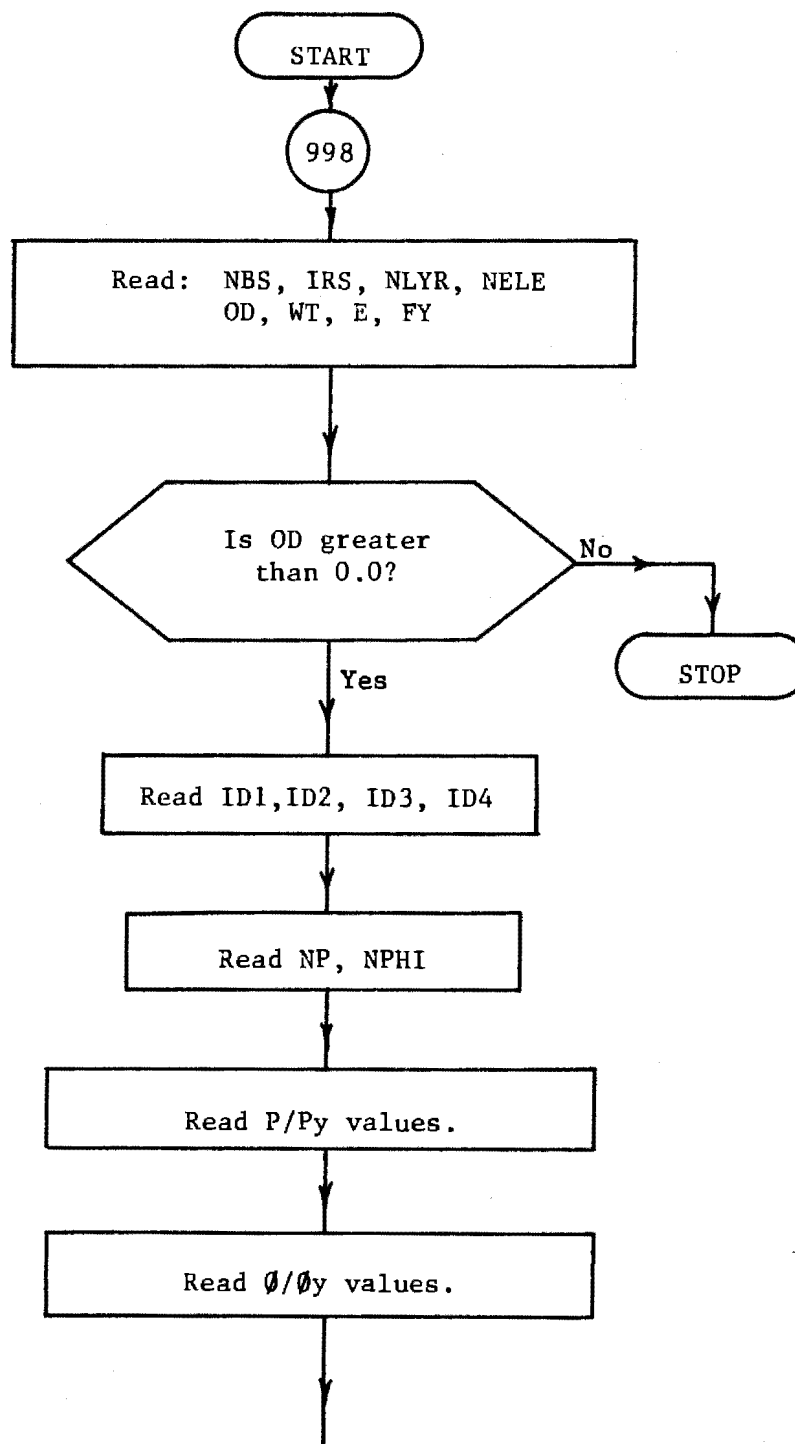 START
998
Read: NBS, IRS, NLYR, NELE
OD, WT, E, FY
Is OD greater
than 0.0?
No
STOP
Yes
Read ID1,ID2, ID3, ID4
Read NP, NPHI
Read P/Py values.
Read Ø/Øy values.